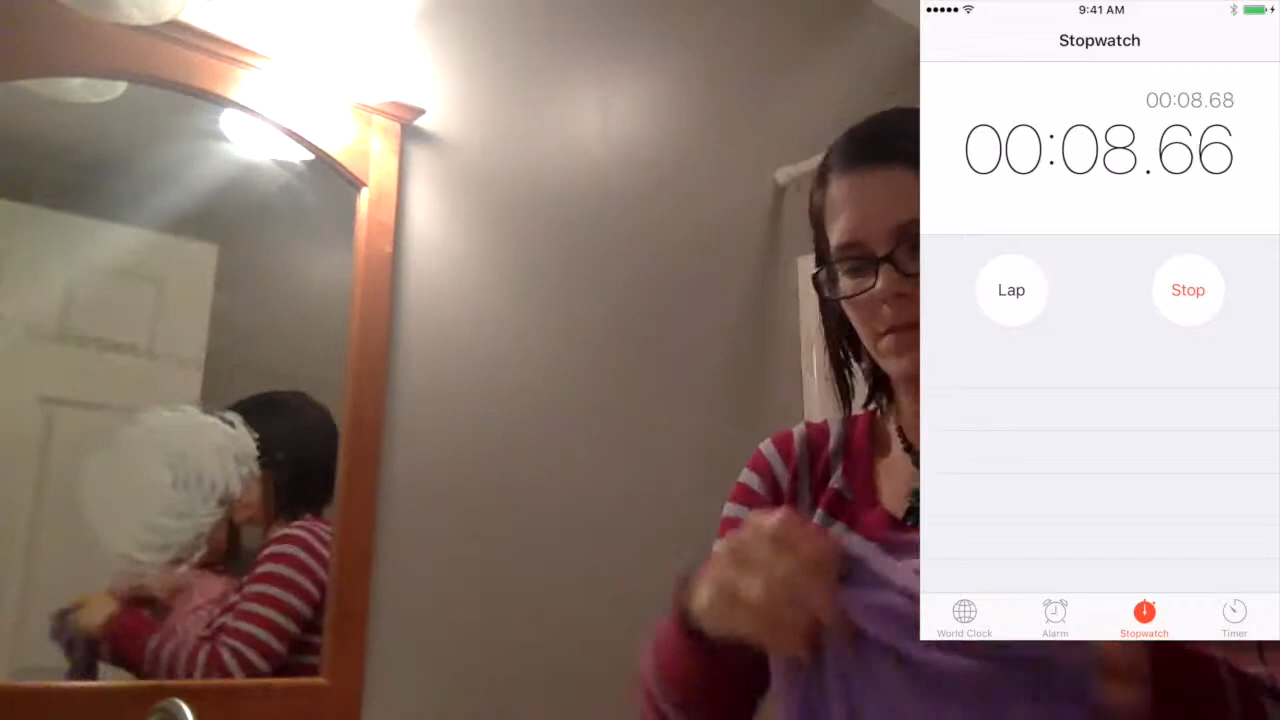 9:41 AM
Stopwatch
00:08.68
00:08.66
Lap
Stop
World Clock
Alarm
Stopwatch
Timer